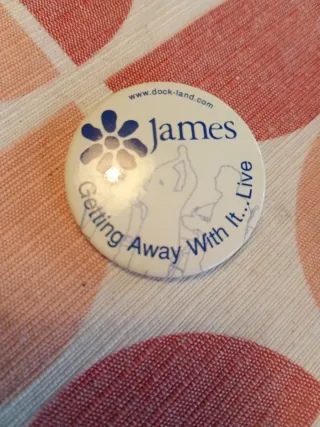 www.dock-land.com
James
Getting Away With It...Live